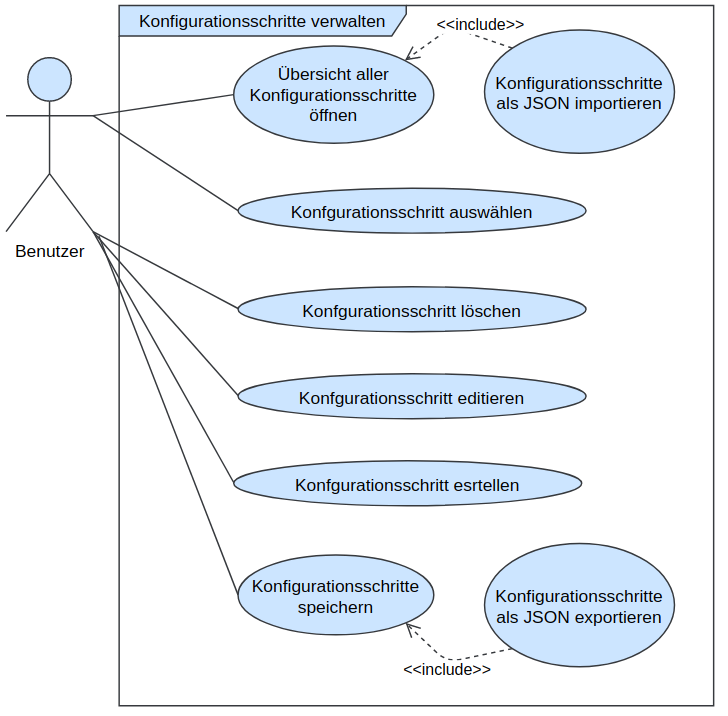 Konfigurationsschritte verwalten
<<include>>
Übersicht aller
Konfigurationsschritte
öffnen
Konfigurationsschritte
als JSON importieren
Konfgurationsschritt auswählen
Benutzer
Konfgurationsschritt löschen
Konfgurationsschritt editieren
Konfgurationsschritt esrtellen
Konfigurationsschritte
speichern
Konfigurationsschritte
als JSON exportieren
<<include>>